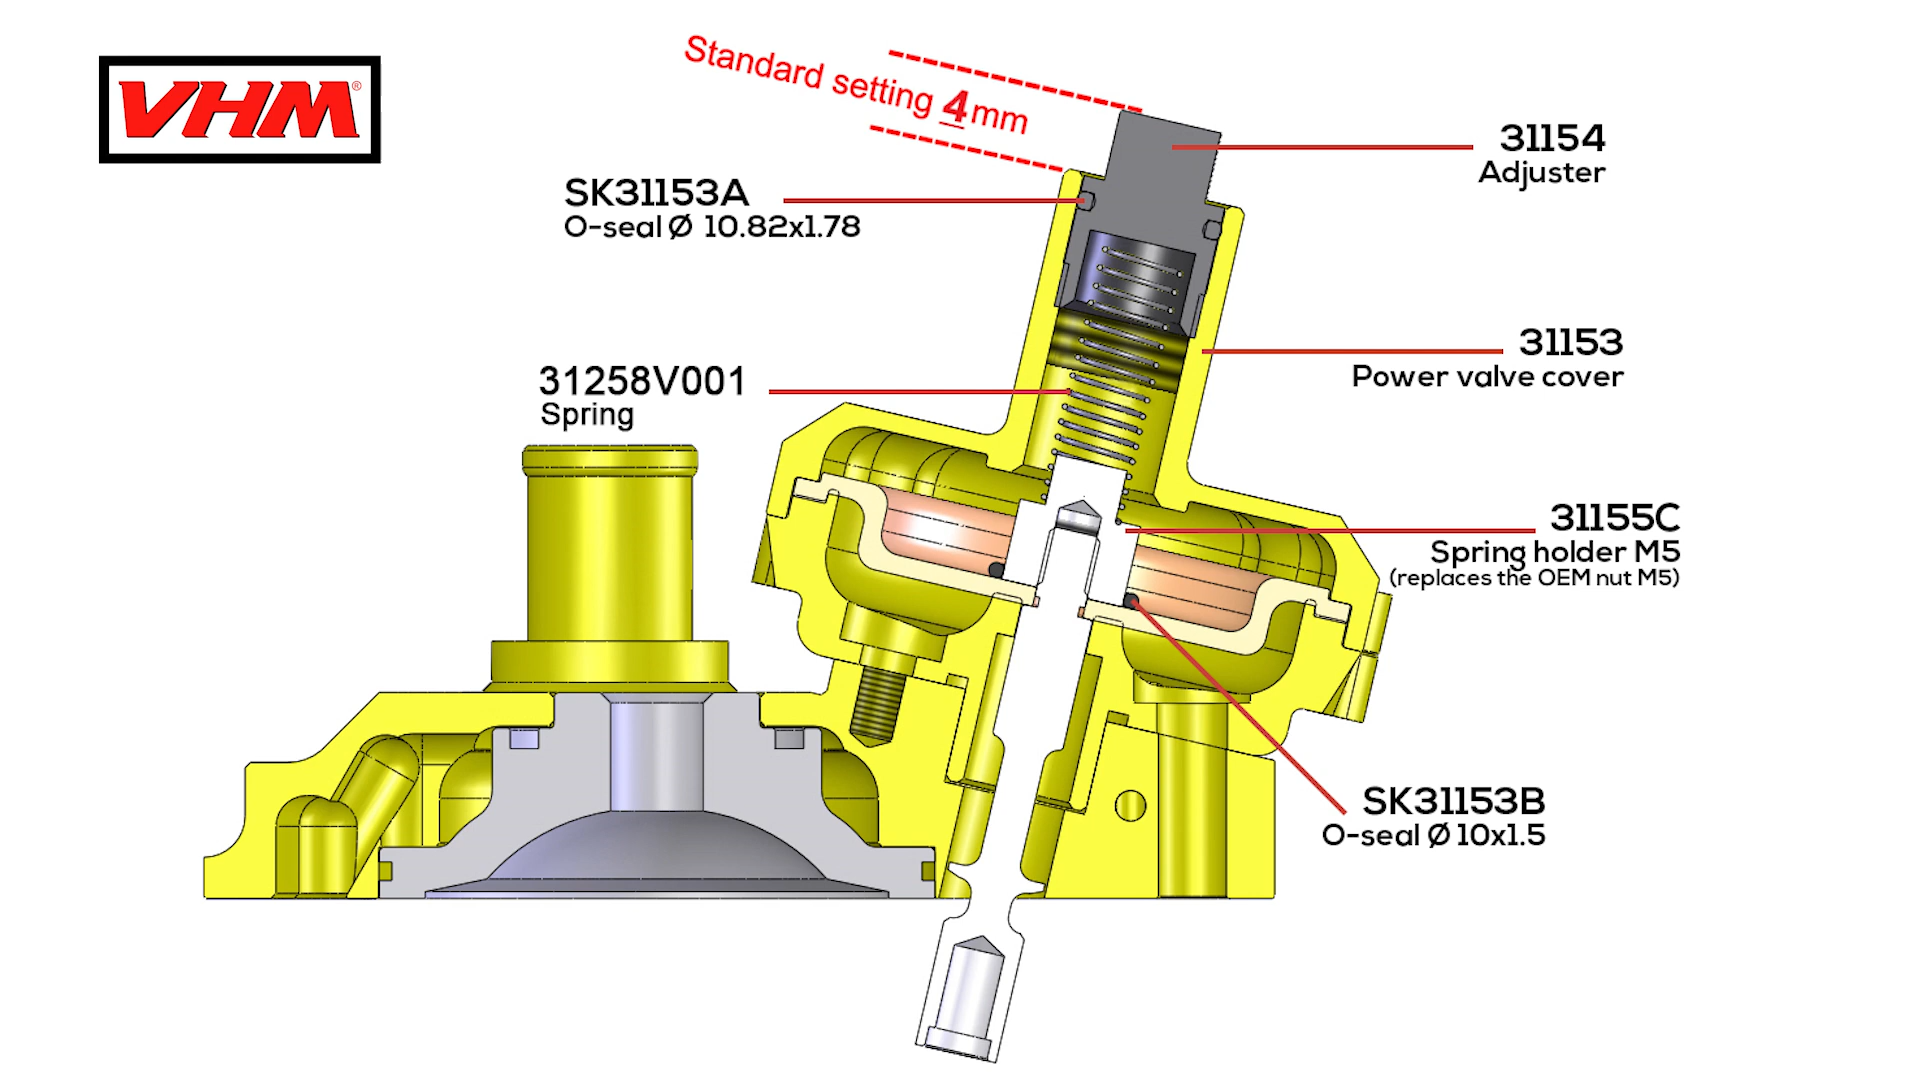 VHM®
Standard setting 4mm
31154
Adjuster
SK31153A
O-seal Ø 10.82x1.78
31153
Power valve cover
31258V001
Spring
31155C
Spring holder M5
(replaces the OEM nut M5)
SK31153B
O-seal Ø 10x1.5